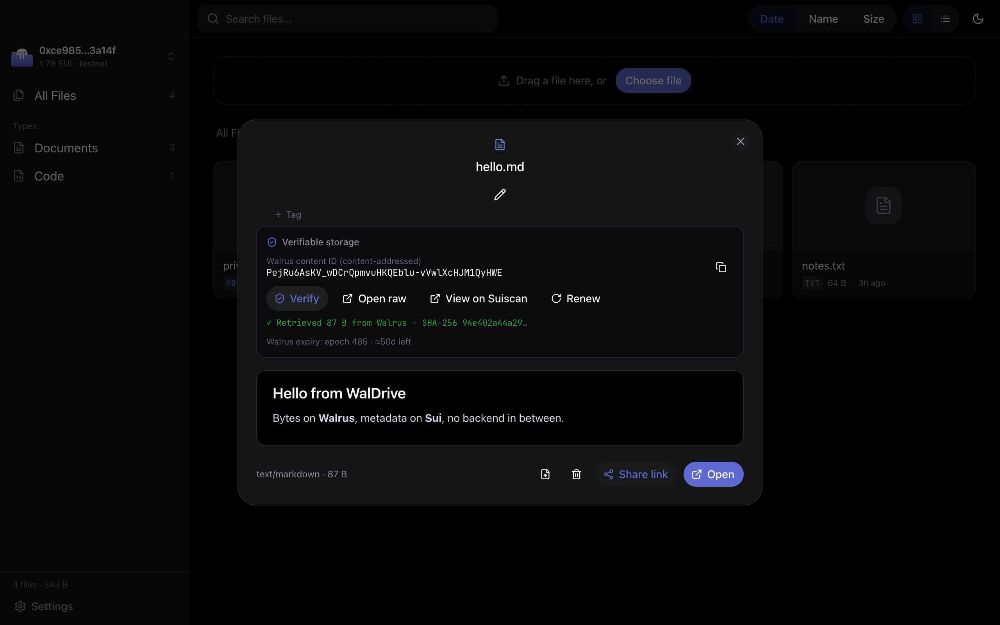 Search files...
Date
Name
Size
0xce985...3a14f
1.79 SUI · testnet
All Files
4
Types
Documents
3
Code
1
Drag a file here, or
Choose file
All Fi
hello.md
+ Tag
Verifiable storage
Walrus content ID (content-addressed)
PejRu6AsKV_wDCrQpmvuHKQEblu-vVwlXcHJM1QyHWE
Verify
Open raw
View on Suiscan
Renew
✓ Retrieved 87 B from Walrus · SHA-256 94e402a44a29…
Walrus expiry: epoch 485 · ≈50d left
Hello from WalDrive
Bytes on Walrus, metadata on Sui, no backend in between.
text/markdown · 87 B
Share link
Open
priv
MD
notes.txt
TXT 64 B · 3h ago
4 files · 343 B
Settings